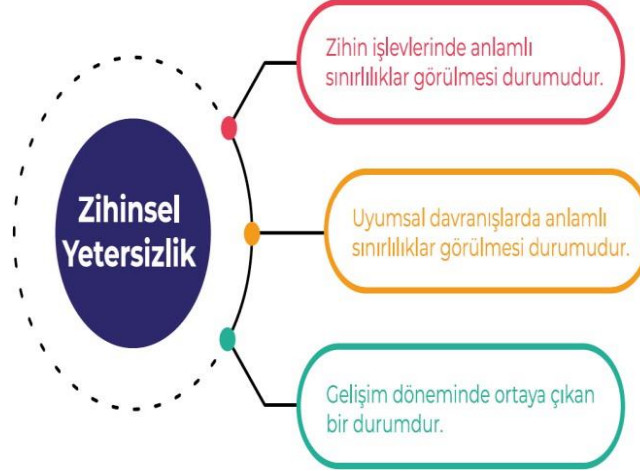 Zihinsel
Yetersizlik
Zihin işlevlerinde anlamlı
sınırlılıklar görülmesi durumudur.
Uyumsal davranışlarda anlamlı
sınırlılıklar görülmesi durumudur.
Gelişim döneminde ortaya çıkan
bir durumdur.